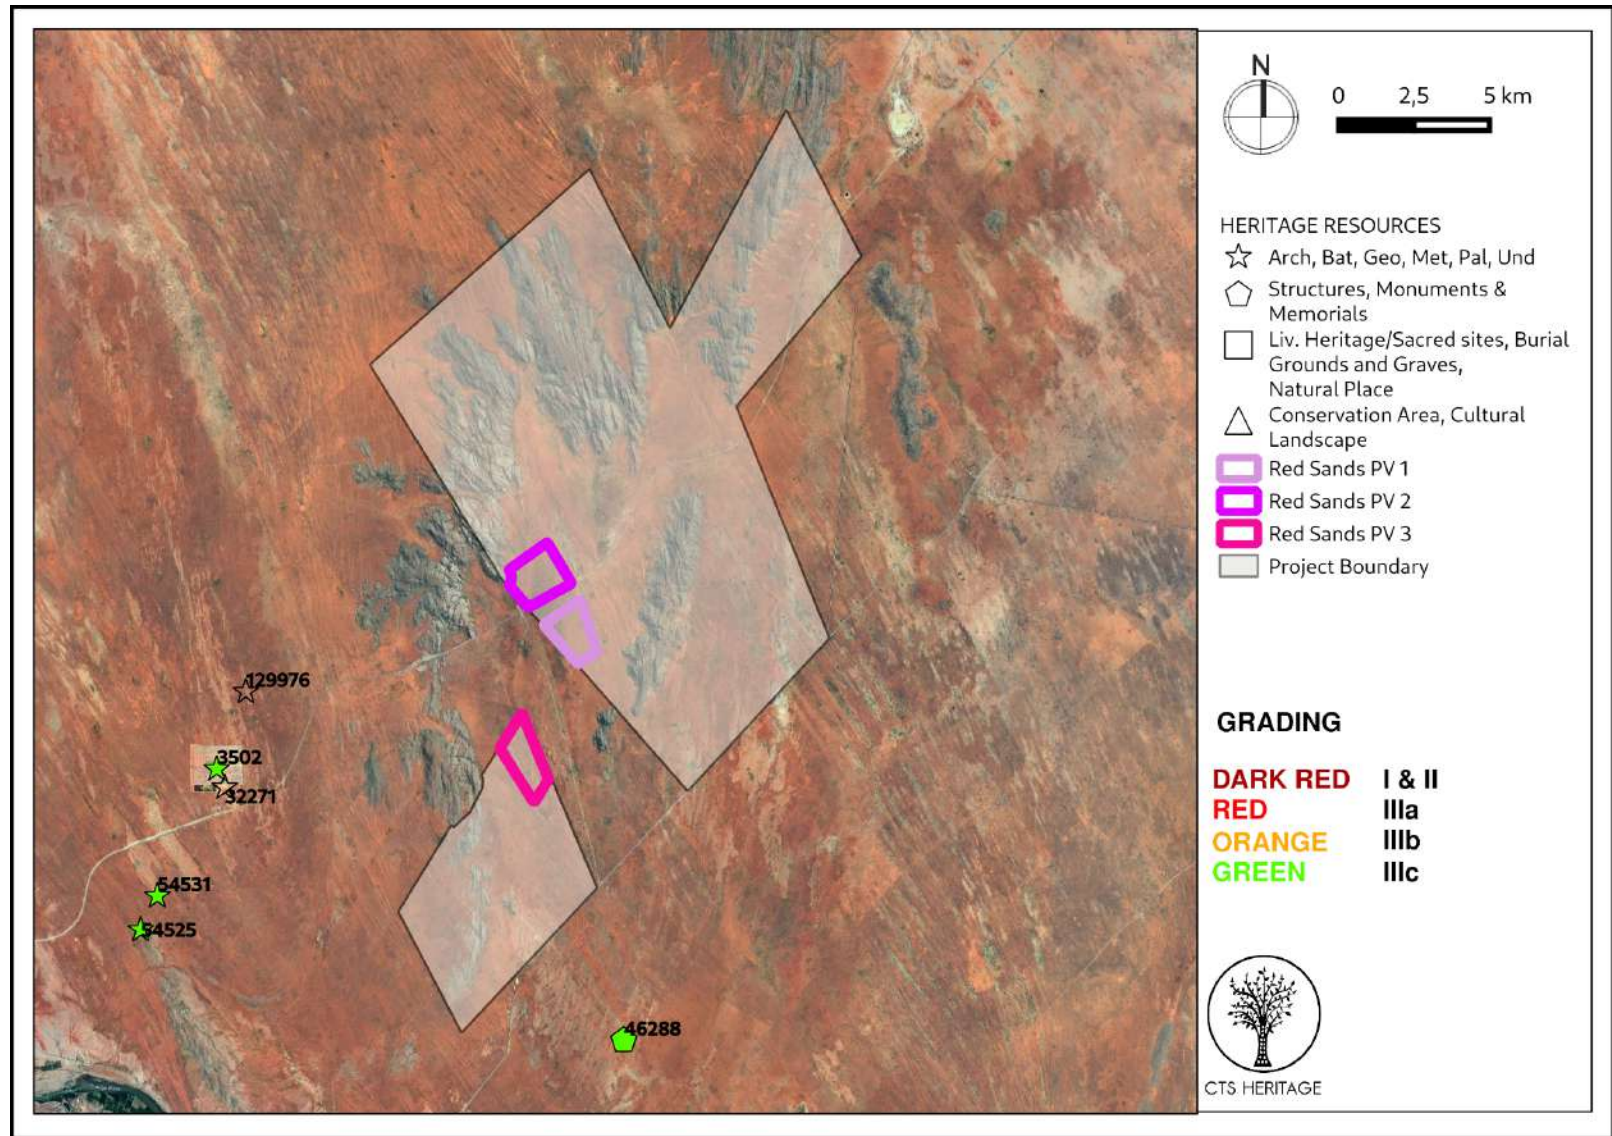 N
0 2,5 5 km
HERITAGE RESOURCES
Arch, Bat, Geo, Met, Pal, Und
Structures, Monuments &
Memorials
Liv. Heritage/Sacred sites, Burial
Grounds and Graves,
Natural Place
Conservation Area, Cultural
Landscape
Red Sands PV 1
Red Sands PV 2
Red Sands PV 3
Project Boundary
129976
3502
32271
54531
54525
46288
GRADING
DARK RED I & II
RED IIIa
ORANGE IIIb
GREEN IIIc
CTS HERITAGE